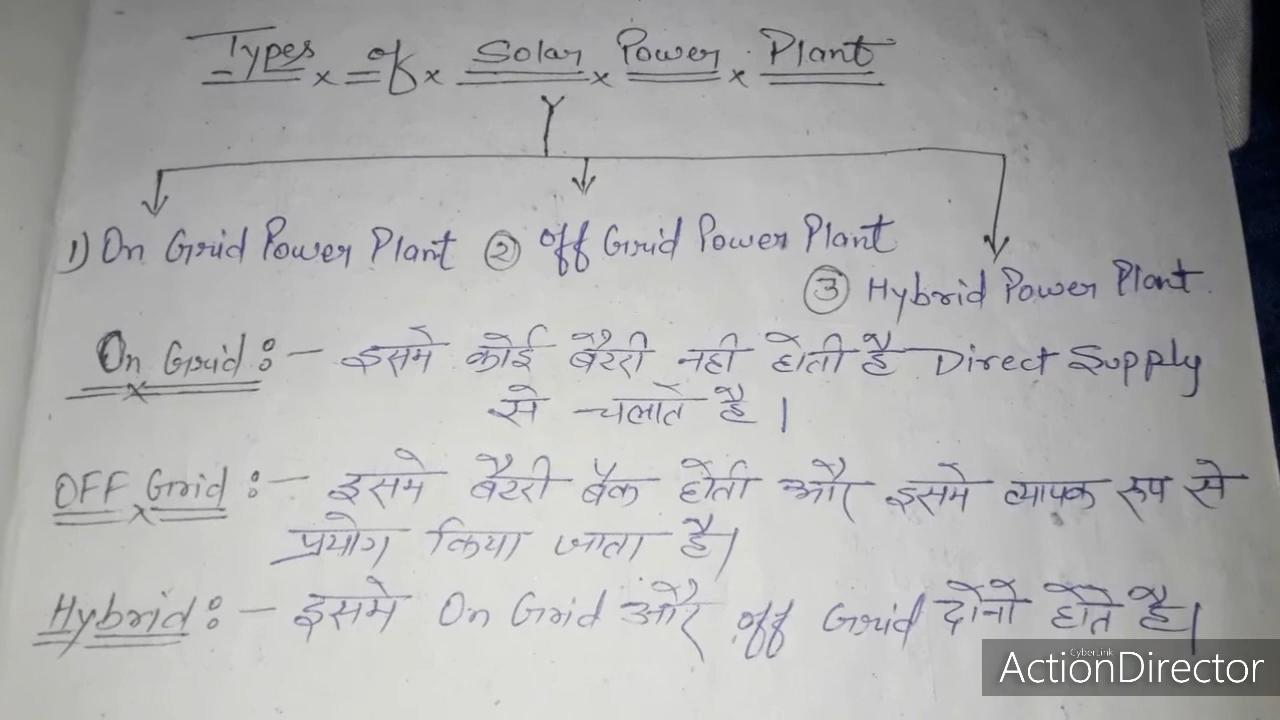 Types of Solar Power Plant
1) On Grid Power Plant ② Off Grid Power Plant
③ Hybrid Power Plant.
On Grid :- इसमे कोई बैटरी नही होती है Direct Supply
से चलाते है।
OFF Grid :- इसमे बैटरी बैंक होती और इसमे व्यापक रूप से
प्रयोग किया जाता है।
Hybrid :- इसमे On Grid और off Grid दोनो होते है।
CyberLink
ActionDirector